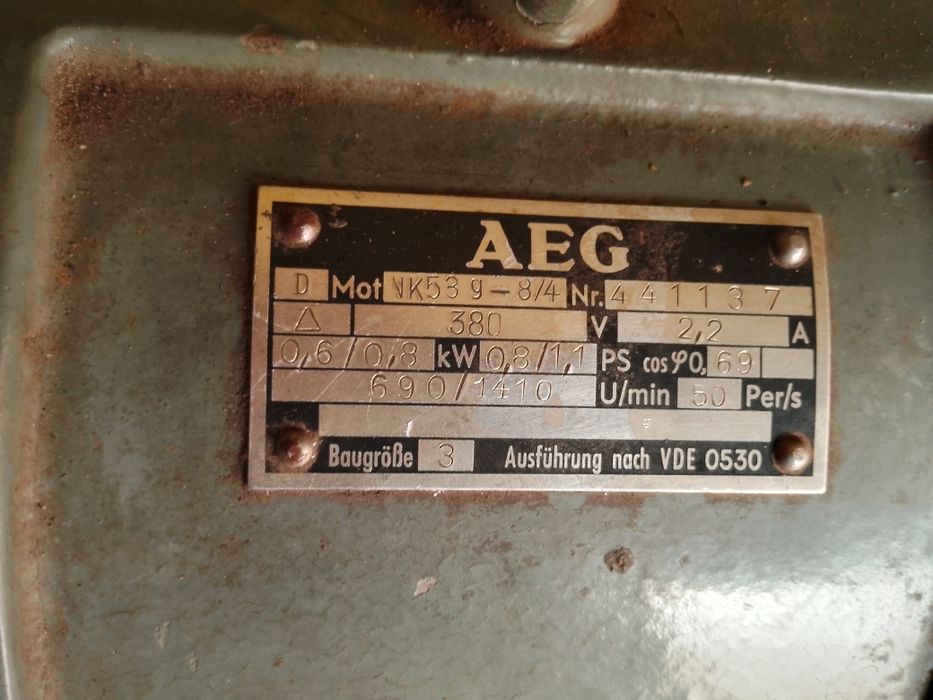 AEG
D Mot NK53 g - 8/4 Nr. 441137
△ 380 V 2,2 A
0,6/0,8 kW 0,8/1,1 PS cos φ 0, 69
690/1410 U/min 50 Per/s
Baugröße 3 Ausführung nach VDE 0530